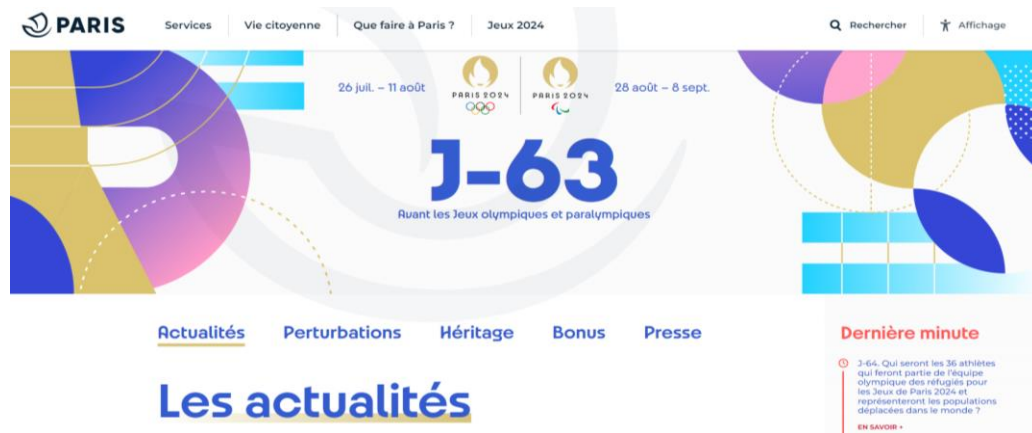 PARIS
Services
Vie citoyenne
Que faire à Paris ?
Jeux 2024
Rechercher
Affichage
26 juil. – 11 août
PARIS 2024
PARIS 2024
28 août – 8 sept.
J-63
Avant les Jeux olympiques et paralympiques
Actualités
Perturbations
Héritage
Bonus
Presse
Les actualités
Dernière minute
J-64. Qui seront les 36 athlètes
qui feront partie de l'équipe
olympique des réfugiés pour
les Jeux de Paris 2024 et
représenteront les populations
déplacées dans le monde ?
EN SAVOIR +